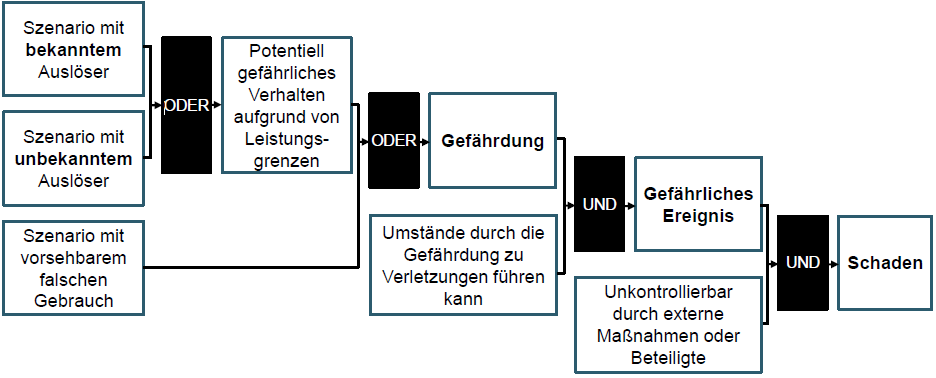 Szenario mit
bekanntem
Auslöser
Szenario mit
unbekanntem
Auslöser
Szenario mit
vorsehbarem
falschen
Gebrauch
ODER
Potentiell
gefährliches
Verhalten
aufgrund von
Leistungs-
grenzen
ODER
Gefährdung
Umstände durch die
Gefährdung zu
Verletzungen führen
kann
UND
Gefährliches
Ereignis
Unkontrollierbar
durch externe
Maßnahmen oder
Beteiligte
UND
Schaden